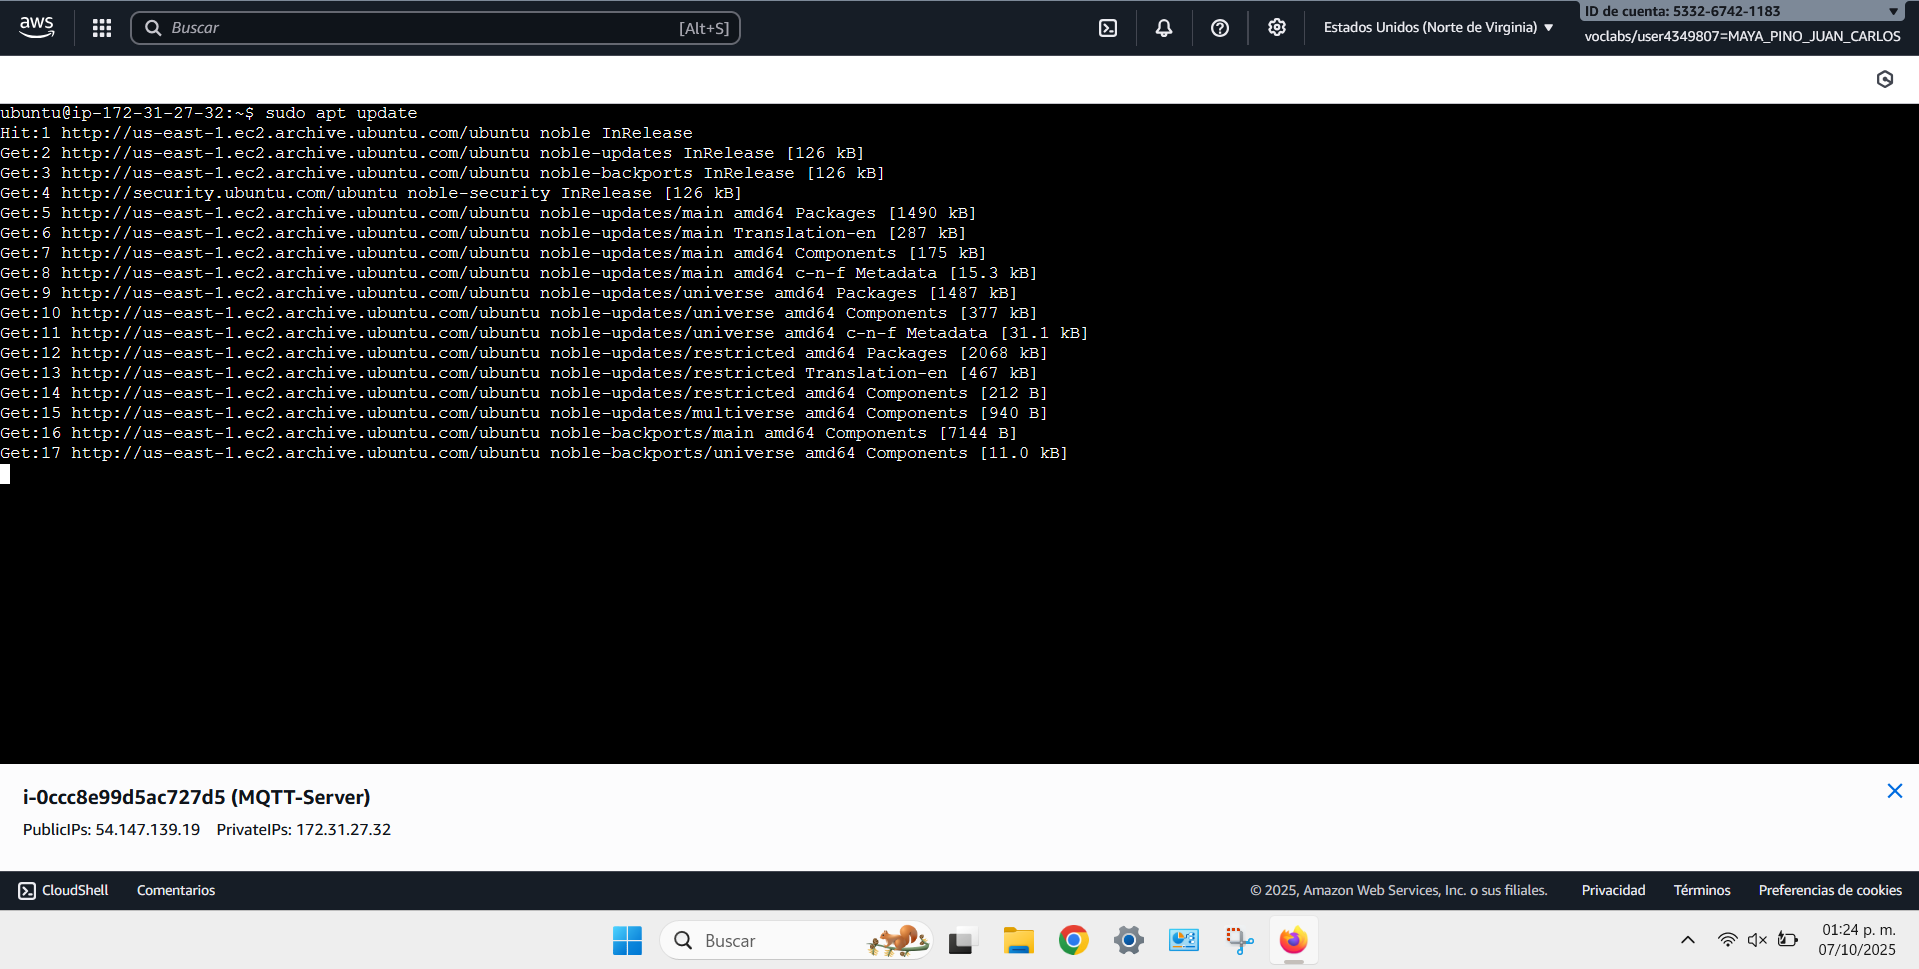 aws
Buscar
[Alt+S]
Estados Unidos (Norte de Virginia)
ID de cuenta: 5332-6742-1183
voclabs/user4349807=MAYA_PINO_JUAN_CARLOS
ubuntu@ip-172-31-27-32:~$ sudo apt update
Hit:1 http://us-east-1.ec2.archive.ubuntu.com/ubuntu noble InRelease
Get:2 http://us-east-1.ec2.archive.ubuntu.com/ubuntu noble-updates InRelease [126 kB]
Get:3 http://us-east-1.ec2.archive.ubuntu.com/ubuntu noble-backports InRelease [126 kB]
Get:4 http://security.ubuntu.com/ubuntu noble-security InRelease [126 kB]
Get:5 http://us-east-1.ec2.archive.ubuntu.com/ubuntu noble-updates/main amd64 Packages [1490 kB]
Get:6 http://us-east-1.ec2.archive.ubuntu.com/ubuntu noble-updates/main Translation-en [287 kB]
Get:7 http://us-east-1.ec2.archive.ubuntu.com/ubuntu noble-updates/main amd64 Components [175 kB]
Get:8 http://us-east-1.ec2.archive.ubuntu.com/ubuntu noble-updates/main amd64 c-n-f Metadata [15.3 kB]
Get:9 http://us-east-1.ec2.archive.ubuntu.com/ubuntu noble-updates/universe amd64 Packages [1487 kB]
Get:10 http://us-east-1.ec2.archive.ubuntu.com/ubuntu noble-updates/universe amd64 Components [377 kB]
Get:11 http://us-east-1.ec2.archive.ubuntu.com/ubuntu noble-updates/universe amd64 c-n-f Metadata [31.1 kB]
Get:12 http://us-east-1.ec2.archive.ubuntu.com/ubuntu noble-updates/restricted amd64 Packages [2068 kB]
Get:13 http://us-east-1.ec2.archive.ubuntu.com/ubuntu noble-updates/restricted Translation-en [467 kB]
Get:14 http://us-east-1.ec2.archive.ubuntu.com/ubuntu noble-updates/restricted amd64 Components [212 B]
Get:15 http://us-east-1.ec2.archive.ubuntu.com/ubuntu noble-updates/multiverse amd64 Components [940 B]
Get:16 http://us-east-1.ec2.archive.ubuntu.com/ubuntu noble-backports/main amd64 Components [7144 B]
Get:17 http://us-east-1.ec2.archive.ubuntu.com/ubuntu noble-backports/universe amd64 Components [11.0 kB]
i-0ccc8e99d5ac727d5 (MQTT-Server)
PublicIPs: 54.147.139.19 PrivateIPs: 172.31.27.32
CloudShell Comentarios © 2025, Amazon Web Services, Inc. o sus filiales. Privacidad Términos Preferencias de cookies
Buscar
01:24 p. m.
07/10/2025